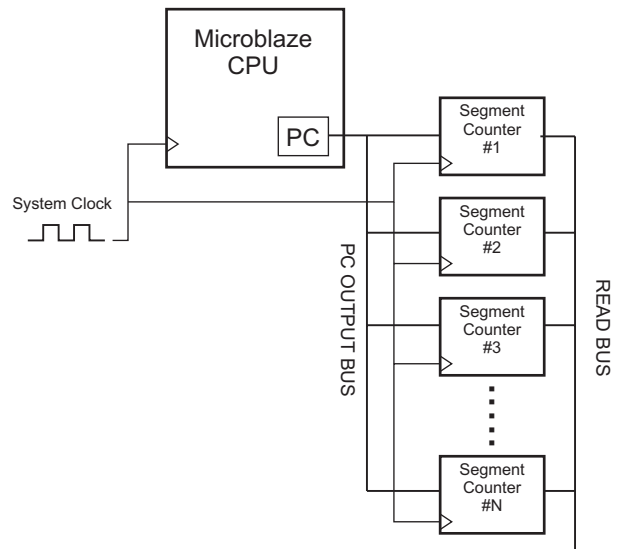 Microblaze
CPU
PC
System Clock
Segment
Counter
#1
Segment
Counter
#2
Segment
Counter
#3
Segment
Counter
#N
PC OUTPUT BUS
READ BUS